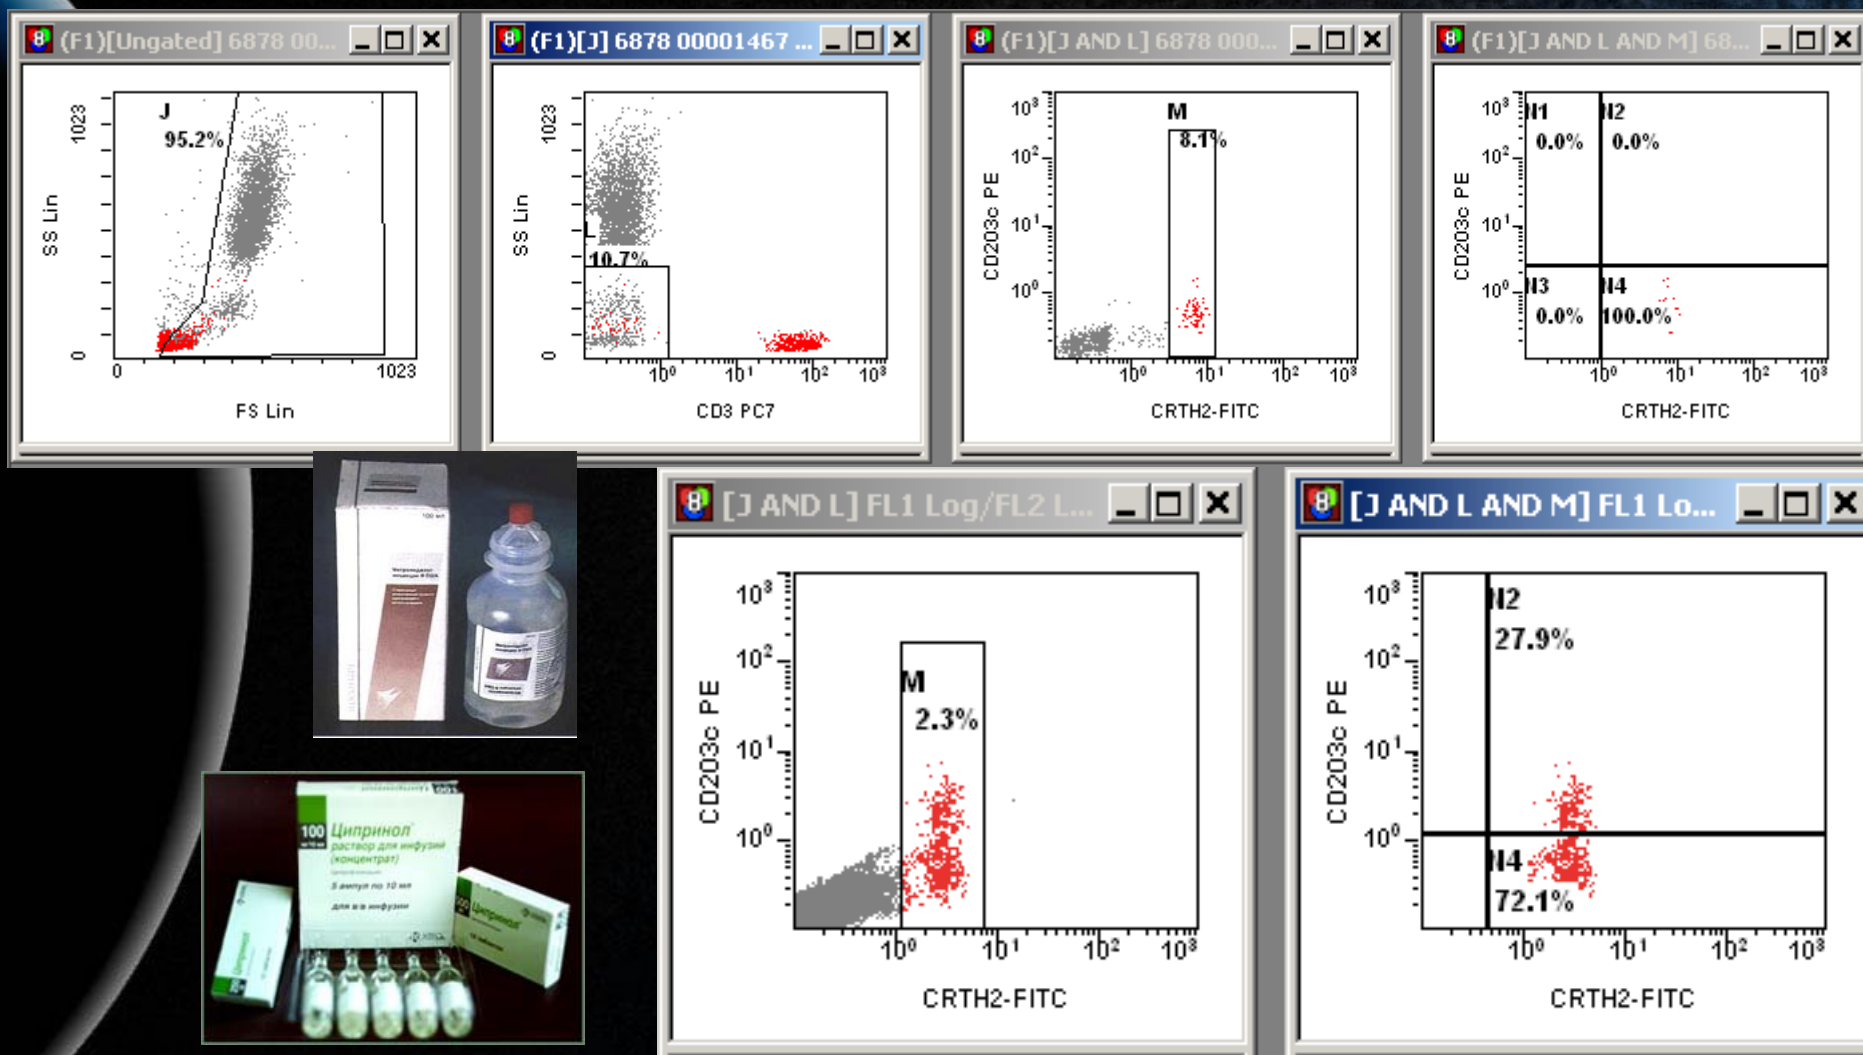 (F1)[Ungated] 6878 00...
J
95.2%
1023
SS Lin
0
0
1023
FS Lin
(F1)[J] 6878 00001467 ...
1023
SS Lin
L
10.7%
0
10⁰ 10¹ 10² 10³
CD3 PC7
(F1)[J AND L] 6878 000...
M
8.1%
10³
10²
10¹
10⁰
CD203c PE
10⁰ 10¹ 10² 10³
CRTH2-FITC
(F1)[J AND L AND M] 68...
N1 N2
0.0% 0.0%
N3 N4
0.0% 100.0%
10³
10²
10¹
10⁰
CD203c PE
10⁰ 10¹ 10² 10³
CRTH2-FITC
100 мл
100
Ципринол
раствор для инфузий
(концентрат)
5 ампул по 10 мл
для в/в инфузии
Ципринол
Ципринол
[J AND L] FL1 Log/FL2 L...
M
2.3%
10³
10²
10¹
10⁰
CD203c PE
10⁰ 10¹ 10² 10³
CRTH2-FITC
[J AND L AND M] FL1 Lo...
N2
27.9%
N4
72.1%
10³
10²
10¹
10⁰
CD203c PE
10⁰ 10¹ 10² 10³
CRTH2-FITC